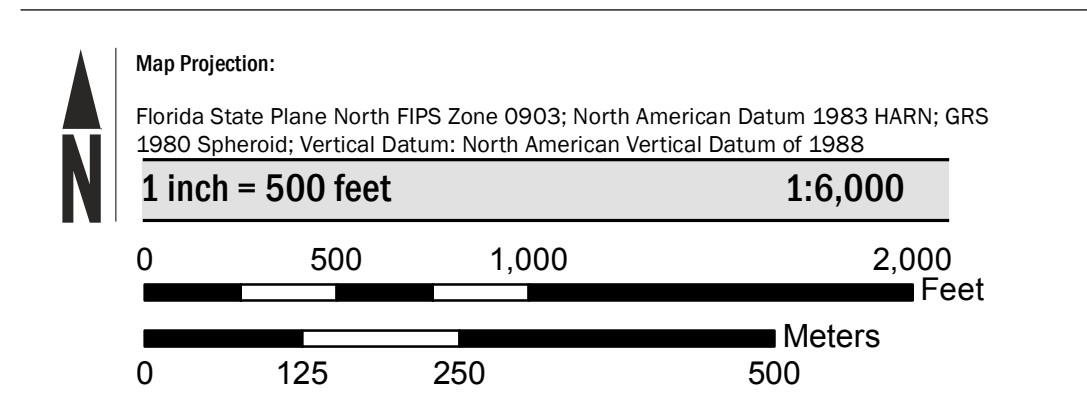 Map Projection:
Florida State Plane North FIPS Zone 0903; North American Datum 1983 HARN; GRS
1980 Spheroid; Vertical Datum: North American Vertical Datum of 1988
N
1 inch = 500 feet 1:6,000
0 500 1,000 2,000
Feet
Meters
0 125 250 500